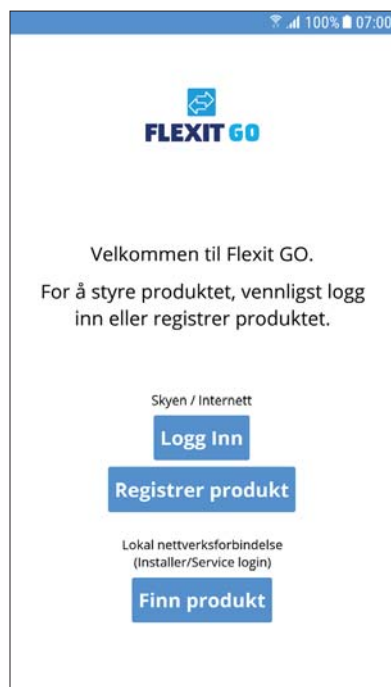 100% 07:00
FLEXIT GO
Velkommen til Flexit GO.
For å styre produktet, vennligst logg
inn eller registrer produktet.
Skyen / Internett
Logg Inn
Registrer produkt
Lokal nettverksforbindelse
(Installer/Service login)
Finn produkt